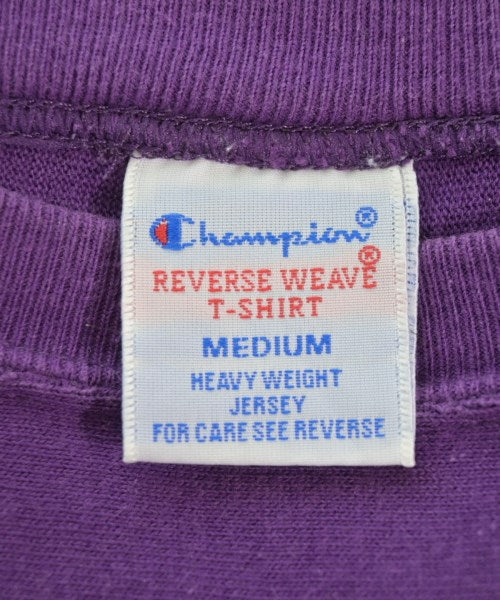 Champion®
REVERSE WEAVE®
T-SHIRT
MEDIUM
HEAVY WEIGHT
JERSEY
FOR CARE SEE REVERSE